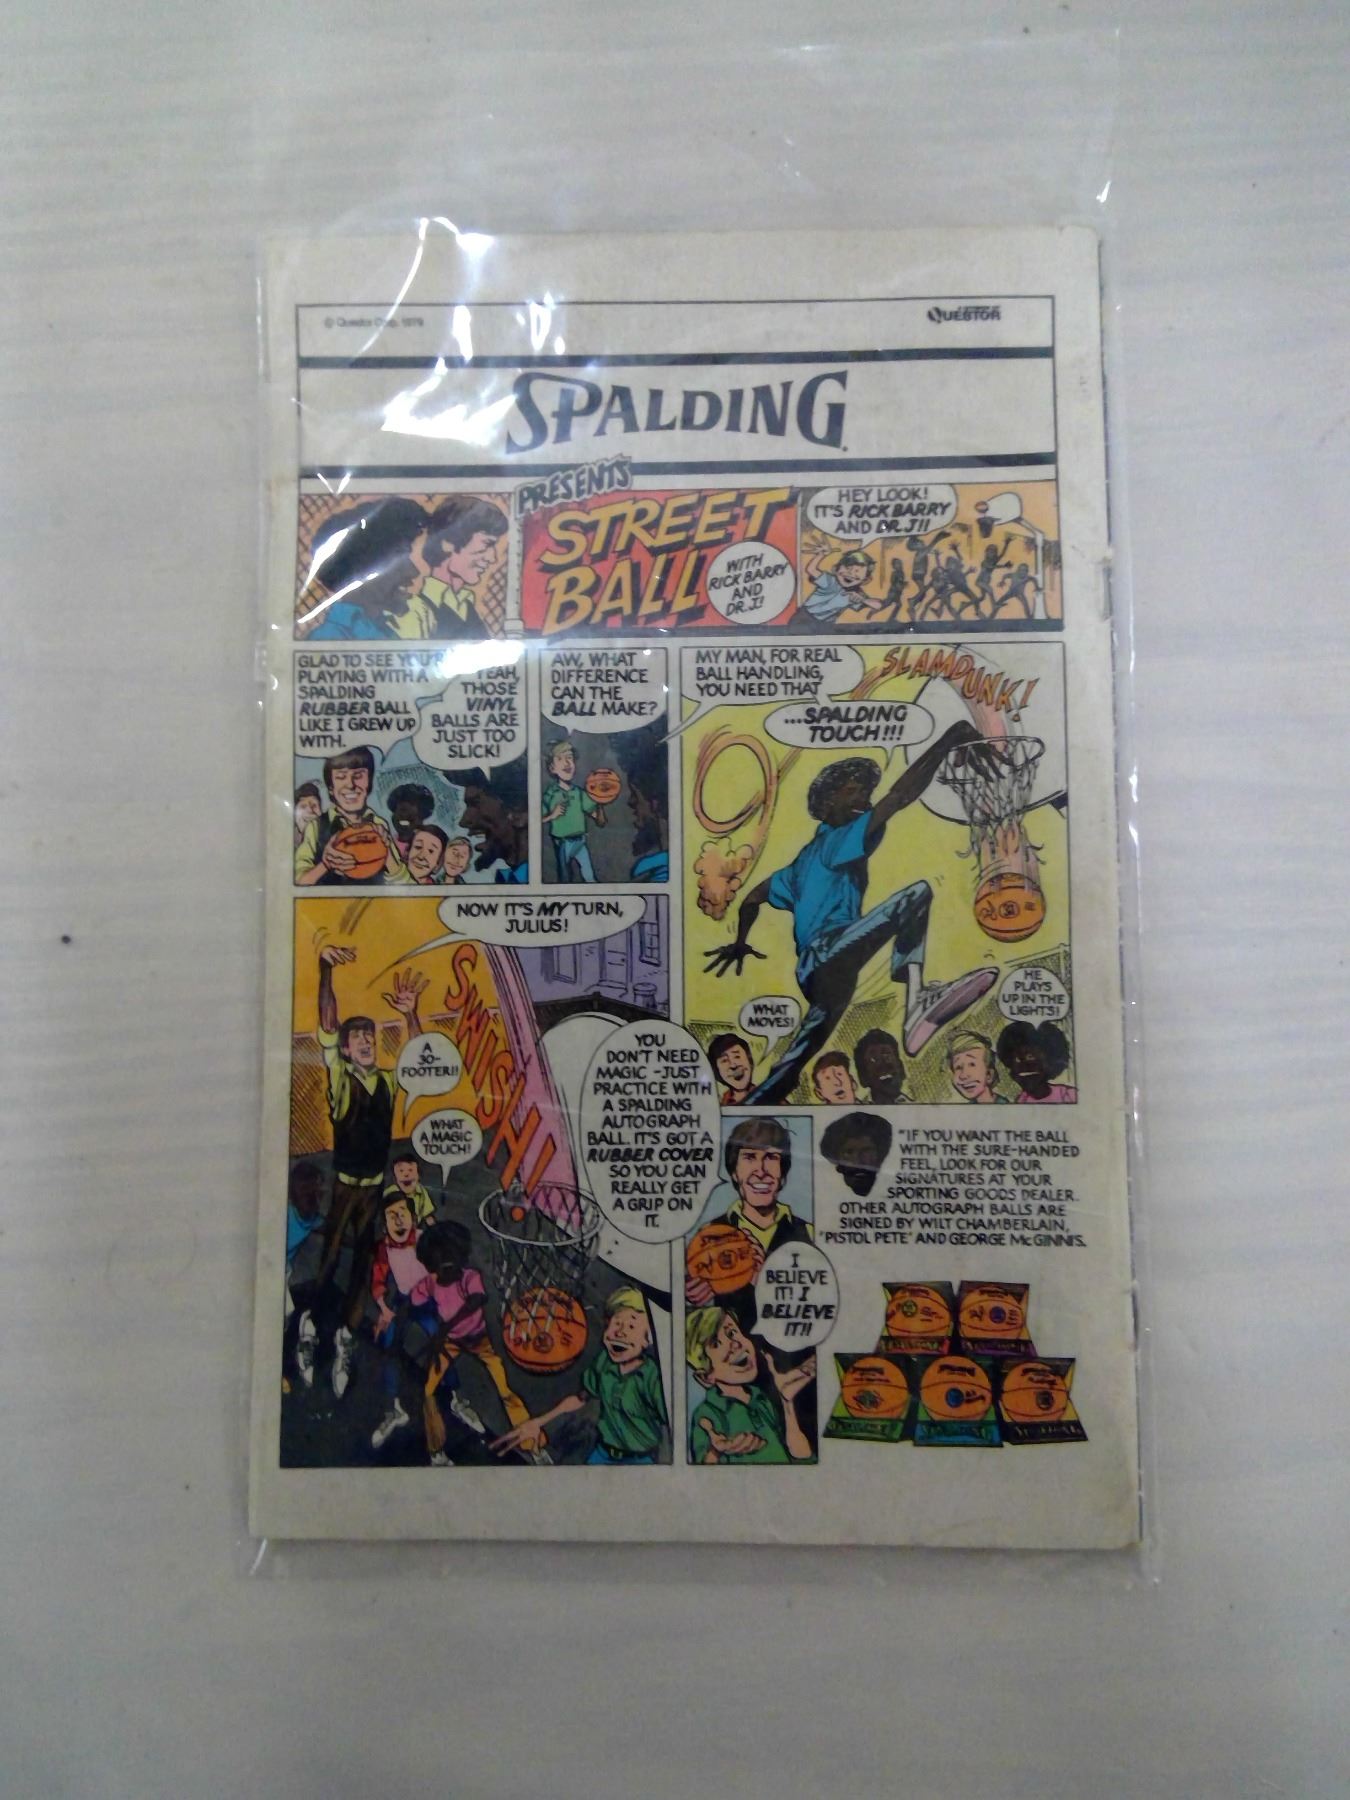 © Questor Corp. 1979
QUESTOR
SPALDING
PRESENTS
STREET
BALL
WITH
RICK BARRY
AND
DR. J!
HEY LOOK!
IT'S RICK BARRY
AND DR. J!!
GLAD TO SEE YOU'RE
PLAYING WITH A
SPALDING
RUBBER BALL
LIKE I GREW UP
WITH.
YEAH,
THOSE
VINYL
BALLS ARE
JUST TOO
SLICK!
AW, WHAT
DIFFERENCE
CAN THE
BALL MAKE?
MY MAN, FOR REAL
BALL HANDLING,
YOU NEED THAT
...SPALDING
TOUCH!!!
SLAMDUNK!
WHAT
MOVES!
HE
PLAYS
UP IN THE
LIGHTS!
NOW IT'S MY TURN,
JULIUS!
SWISH!
A
30-
FOOTER!!
WHAT
A MAGIC
TOUCH!
YOU
DON'T NEED
MAGIC - JUST
PRACTICE WITH
A SPALDING
AUTOGRAPH
BALL. IT'S GOT A
RUBBER COVER
SO YOU CAN
REALLY GET
A GRIP ON
IT.
I
BELIEVE
IT! I
BELIEVE
IT!!
"IF YOU WANT THE BALL
WITH THE SURE-HANDED
FEEL, LOOK FOR OUR
SIGNATURES AT YOUR
SPORTING GOODS DEALER.
OTHER AUTOGRAPH BALLS ARE
SIGNED BY WILT CHAMBERLAIN,
'PISTOL PETE' AND GEORGE McGINNIS.